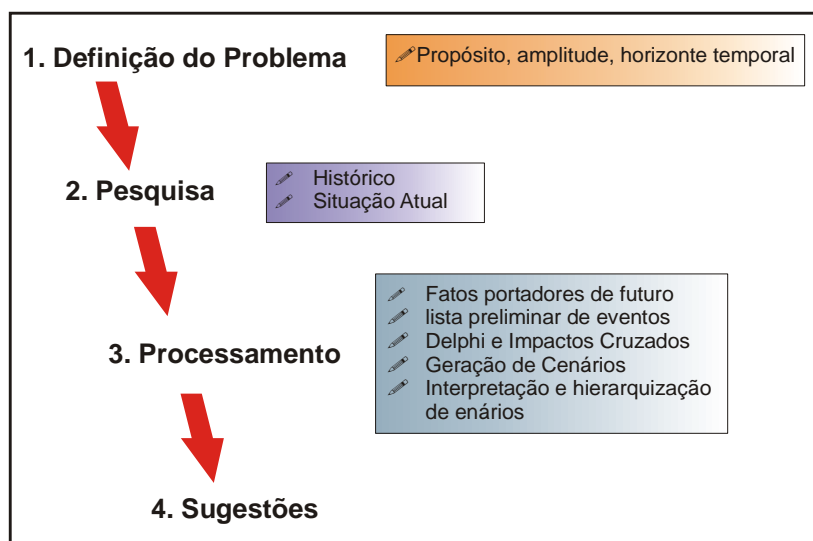 1. Definição do Problema
Propósito, amplitude, horizonte temporal
2. Pesquisa
Histórico
Situação Atual
3. Processamento
Fatos portadores de futuro
lista preliminar de eventos
Delphi e Impactos Cruzados
Geração de Cenários
Interpretação e hierarquização
de enários
4. Sugestões